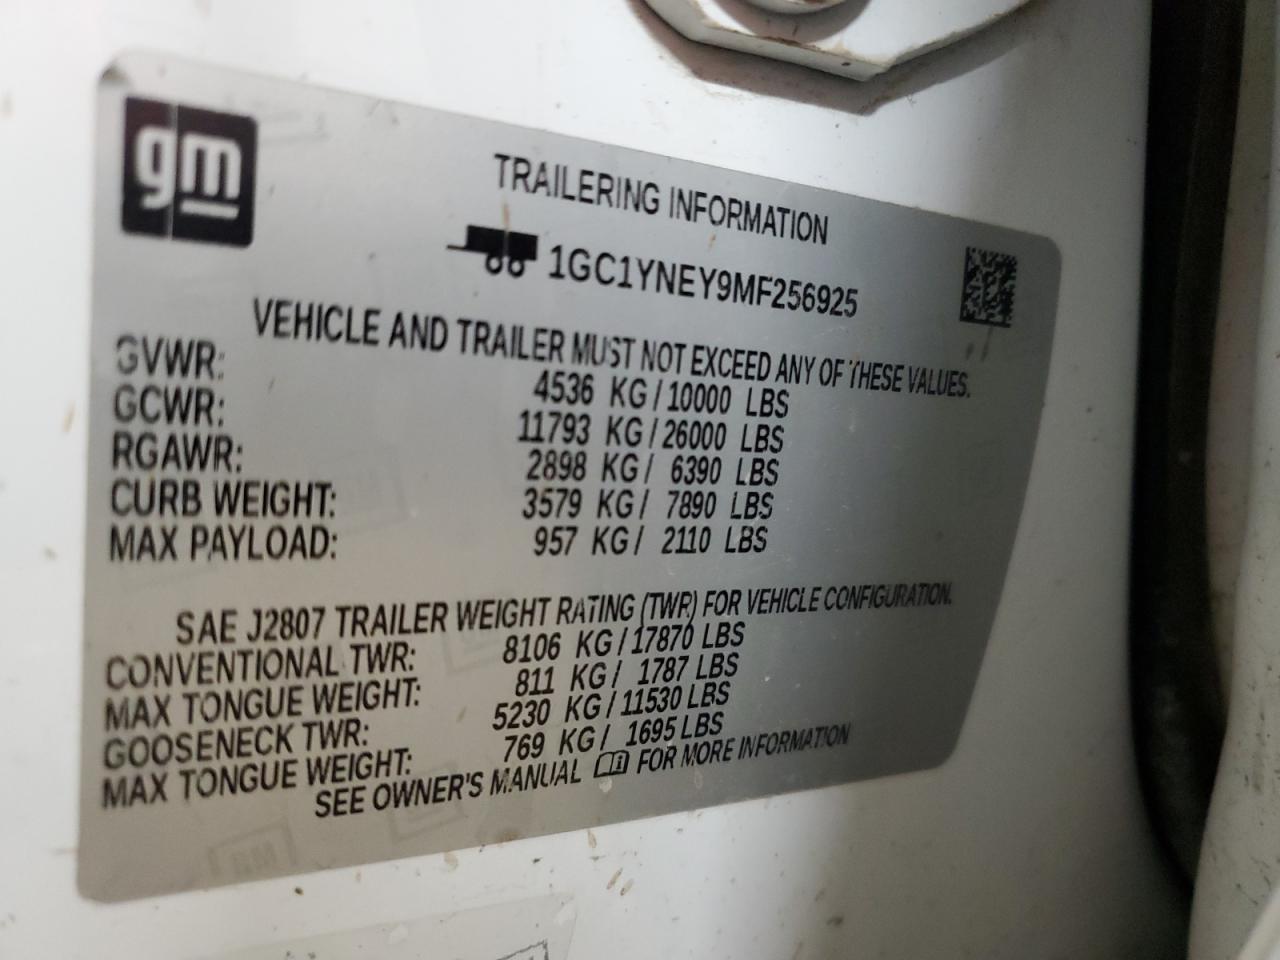 gm
TRAILERING INFORMATION
1GC1YNEY9MF256925
VEHICLE AND TRAILER MUST NOT EXCEED ANY OF THESE VALUES.
GVWR: 4536 KG / 10000 LBS
GCWR: 11793 KG / 26000 LBS
RGAWR: 2898 KG / 6390 LBS
CURB WEIGHT: 3579 KG / 7890 LBS
MAX PAYLOAD: 957 KG / 2110 LBS
SAE J2807 TRAILER WEIGHT RATING (TWR) FOR VEHICLE CONFIGURATION.
CONVENTIONAL TWR: 8106 KG / 17870 LBS
MAX TONGUE WEIGHT: 811 KG / 1787 LBS
GOOSENECK TWR: 5230 KG / 11530 LBS
MAX TONGUE WEIGHT: 769 KG / 1695 LBS
SEE OWNER'S MANUAL FOR MORE INFORMATION